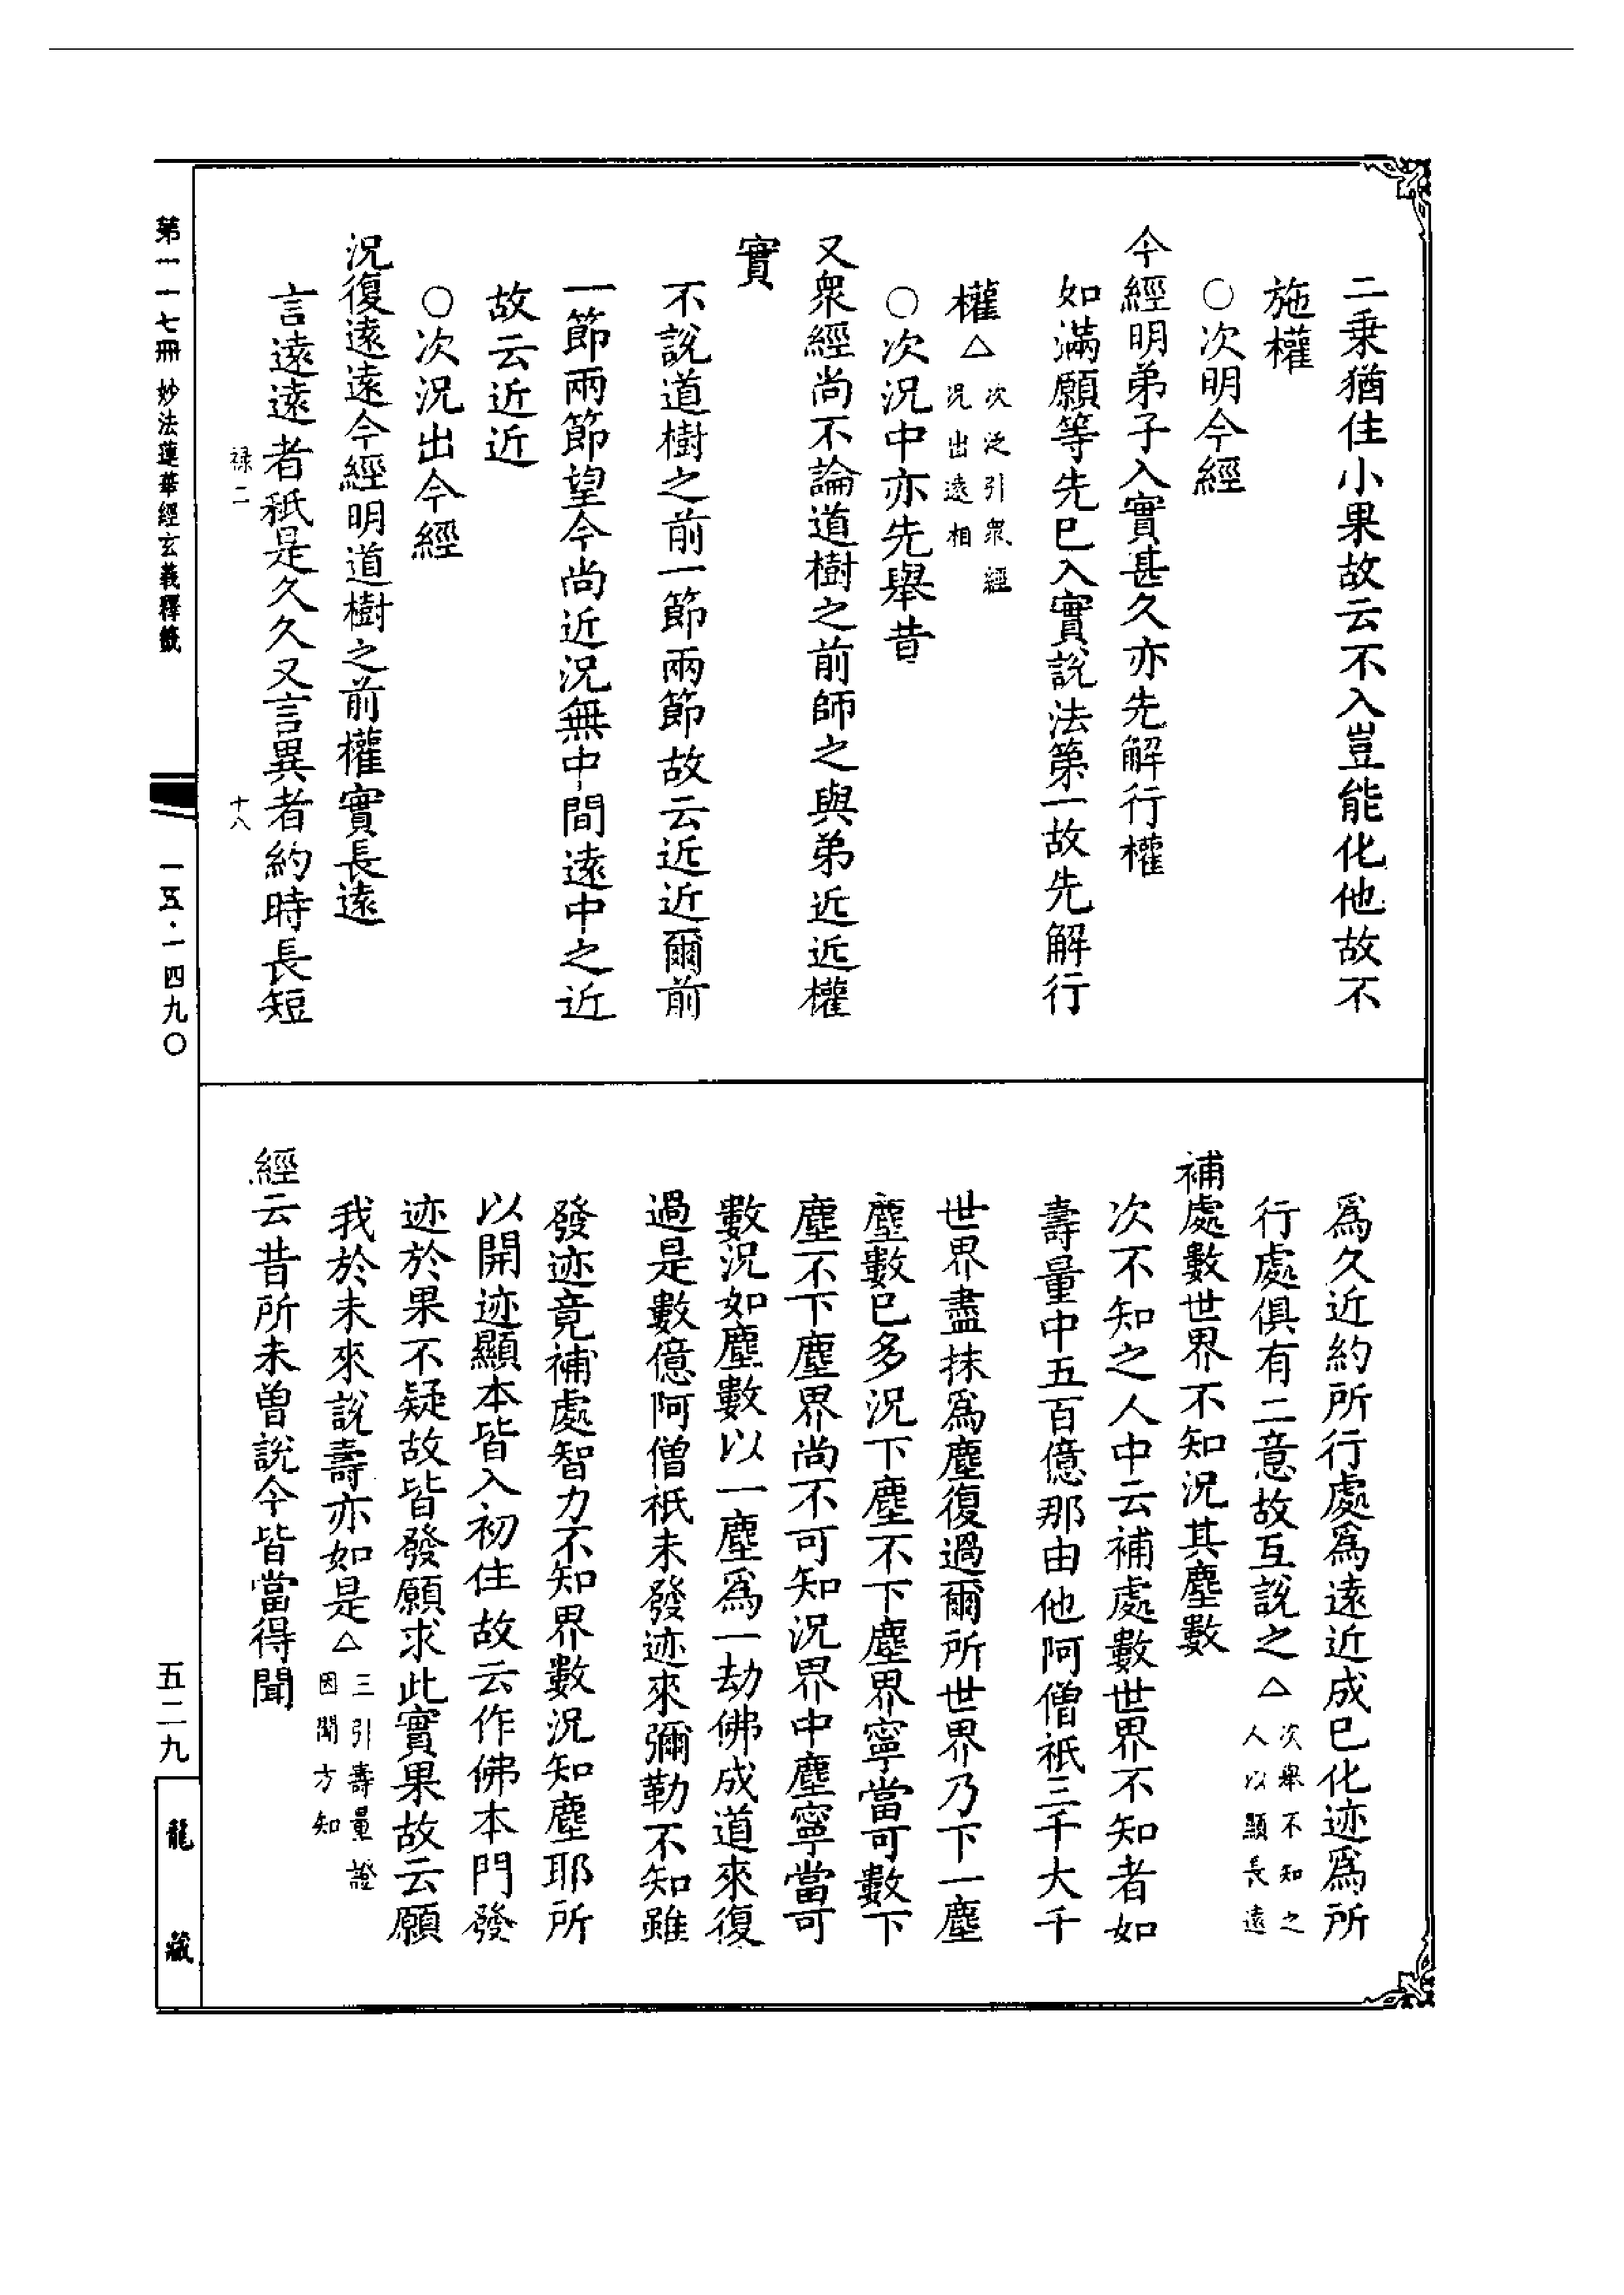 二乘猶住小果故云不入豈能化他故不
施權
○次明今經
今經明弟子入實甚久亦先解行權
如滿願等先已入實說法第一故先解行
權△次泛引衆經
況出遠相
○次況中亦先舉昔
又衆經尚不論道樹之前師之與弟近近權
實
不說道樹之前一節兩節故云近近爾前
一節兩節望今尚近況無中間遠中之近
故云近近
○次況出今經
況復遠遠今經明道樹之前權實長遠
言遠遠者秖是久久又言異者約時長短
祿二
十八
爲久近約所行處爲遠近成已化迹爲所
行處俱有二意故互說之△次舉不知之
人以顯長遠
補處數世界不知況其塵數
次不知之人中云補處數世界不知者如
壽量中五百億那由他阿僧祇三千大千
世界盡抹爲塵復過爾所世界乃下一塵
塵數已多況下塵不下塵界寧當可數下
塵不下塵界尚不可知況界中塵寧當可
數況如塵數以一塵爲一劫佛成道來復
過是數億阿僧祇未發迹來彌勒不知雖
發迹竟補處智力不知界數況知塵耶所
以開迹顯本皆入初住故云作佛本門發
迹於果不疑故皆發願求此實果故云願
我於未來說壽亦如是△三引壽量證
因聞方知
經云昔所未曾說今皆當得聞
第一一七冊 妙法蓮華經玄義釋籤
一五·一四九〇
五二九
龍藏